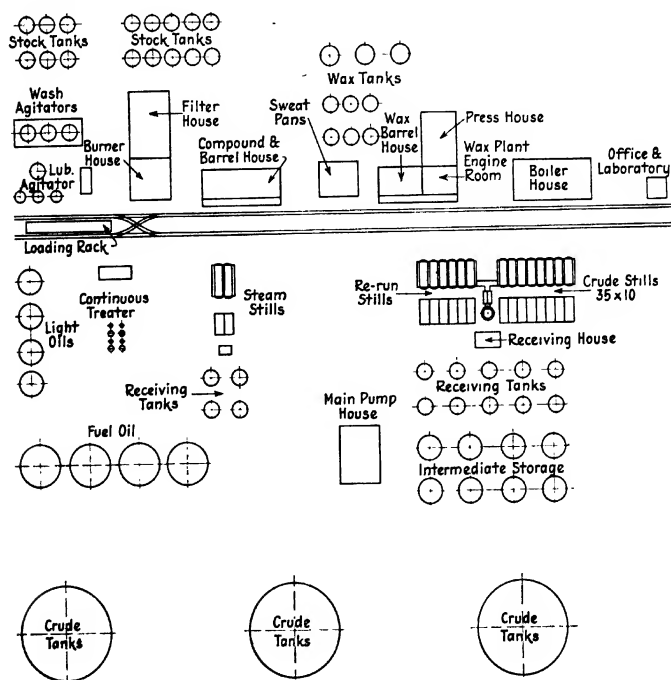 Stock Tanks
Stock Tanks
Wax Tanks
Wash
Agitators
Filter
House
Burner
House
Lub.
Agitator
Compound &
Barrel House
Sweat
Pans
Wax
Barrel
House
Press House
Wax Plant
Engine
Room
Boiler
House
Office &
Laboratory
Loading Rack
Light
Oils
Continuous
Treater
Steam
Stills
Re-run
Stills
Crude Stills
35x10
Receiving House
Receiving
Tanks
Receiving Tanks
Main Pump
House
Fuel Oil
Intermediate Storage
Crude
Tanks
Crude
Tanks
Crude
Tanks